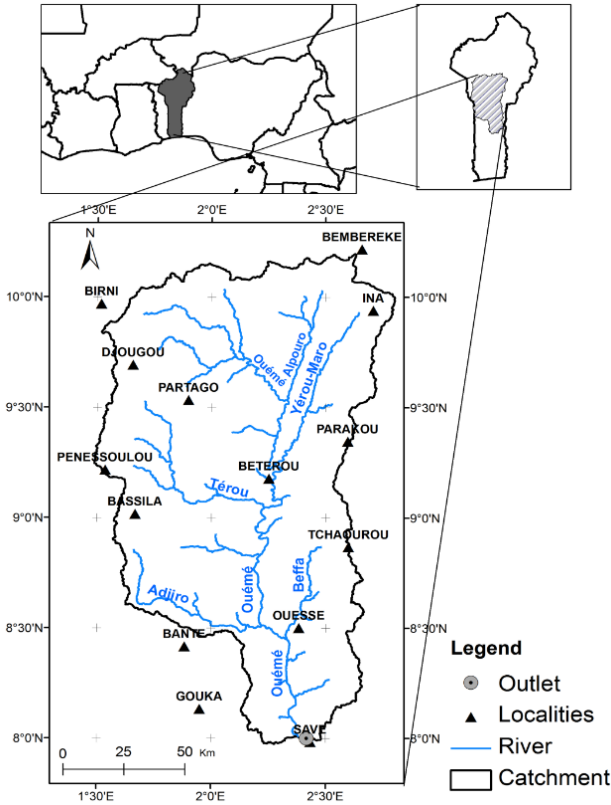 1°30'E 2°0'E 2°30'E
N
BEMBEREKE
10°0'N BIRNI INA 10°0'N
DJOUGOU
Ouémé Alpouro
Yérou-Maro
PARTAGO
9°30'N PARAKOU 9°30'N
PENESSOULOU BETEROU
Térou
BASSILA
9°0'N TCHAOUROU 9°0'N
Ouémé
Beffa
Adjiro
OUESSE
8°30'N BANTE 8°30'N
Ouémé
GOUKA
SAVE
8°0'N 8°0'N
0 25 50 Km
1°30'E 2°0'E 2°30'E
Legend
Outlet
Localities
River
Catchment